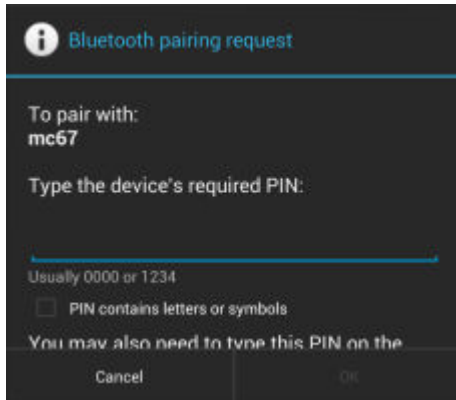 Bluetooth pairing request
To pair with:
mc67
Type the device's required PIN:
Usually 0000 or 1234
PIN contains letters or symbols
You may also need to type this PIN on the
Cancel
OK